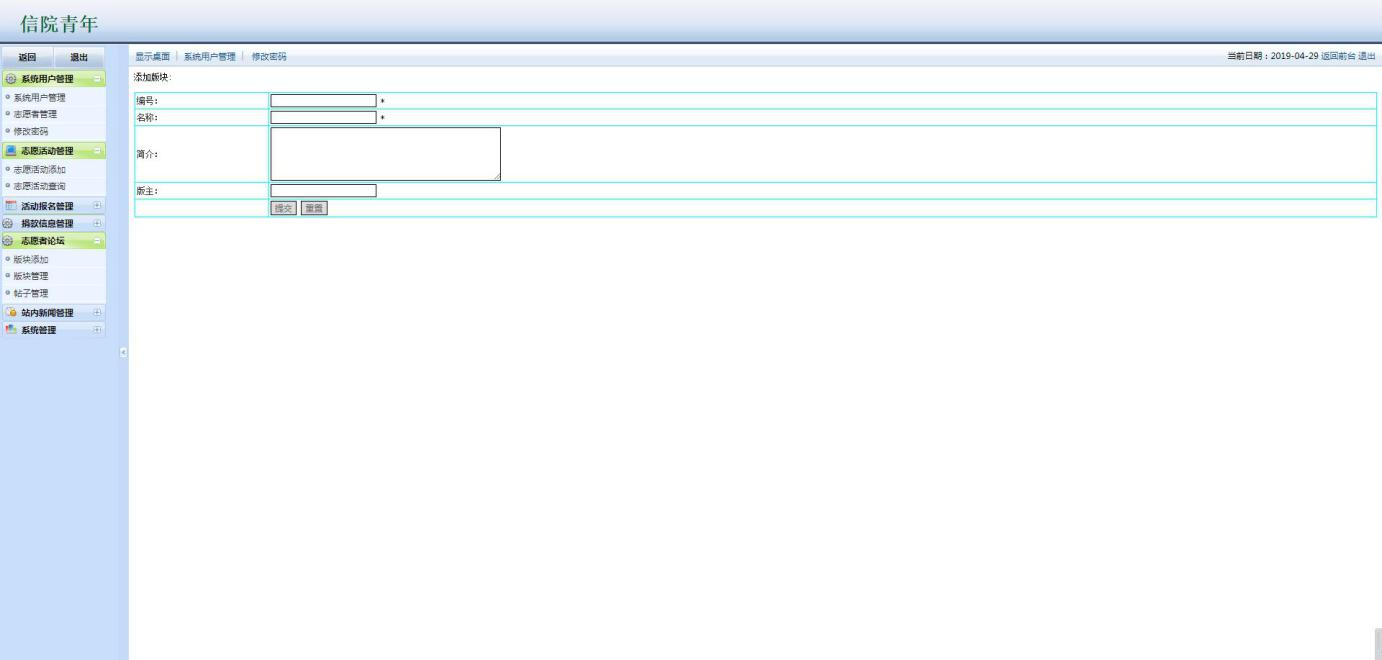 信院青年
返回 退出
显示桌面 | 系统用户管理 | 修改密码
当前日期：2019-04-29 返回前台 退出
系统用户管理
系统用户管理
志愿者管理
修改密码
志愿活动管理
志愿活动添加
志愿活动查询
活动报名管理
捐款信息管理
志愿者论坛
版块添加
版块管理
帖子管理
站内新闻管理
系统管理
添加版块:
编号： *
名称： *
简介：
版主：
提交 重置